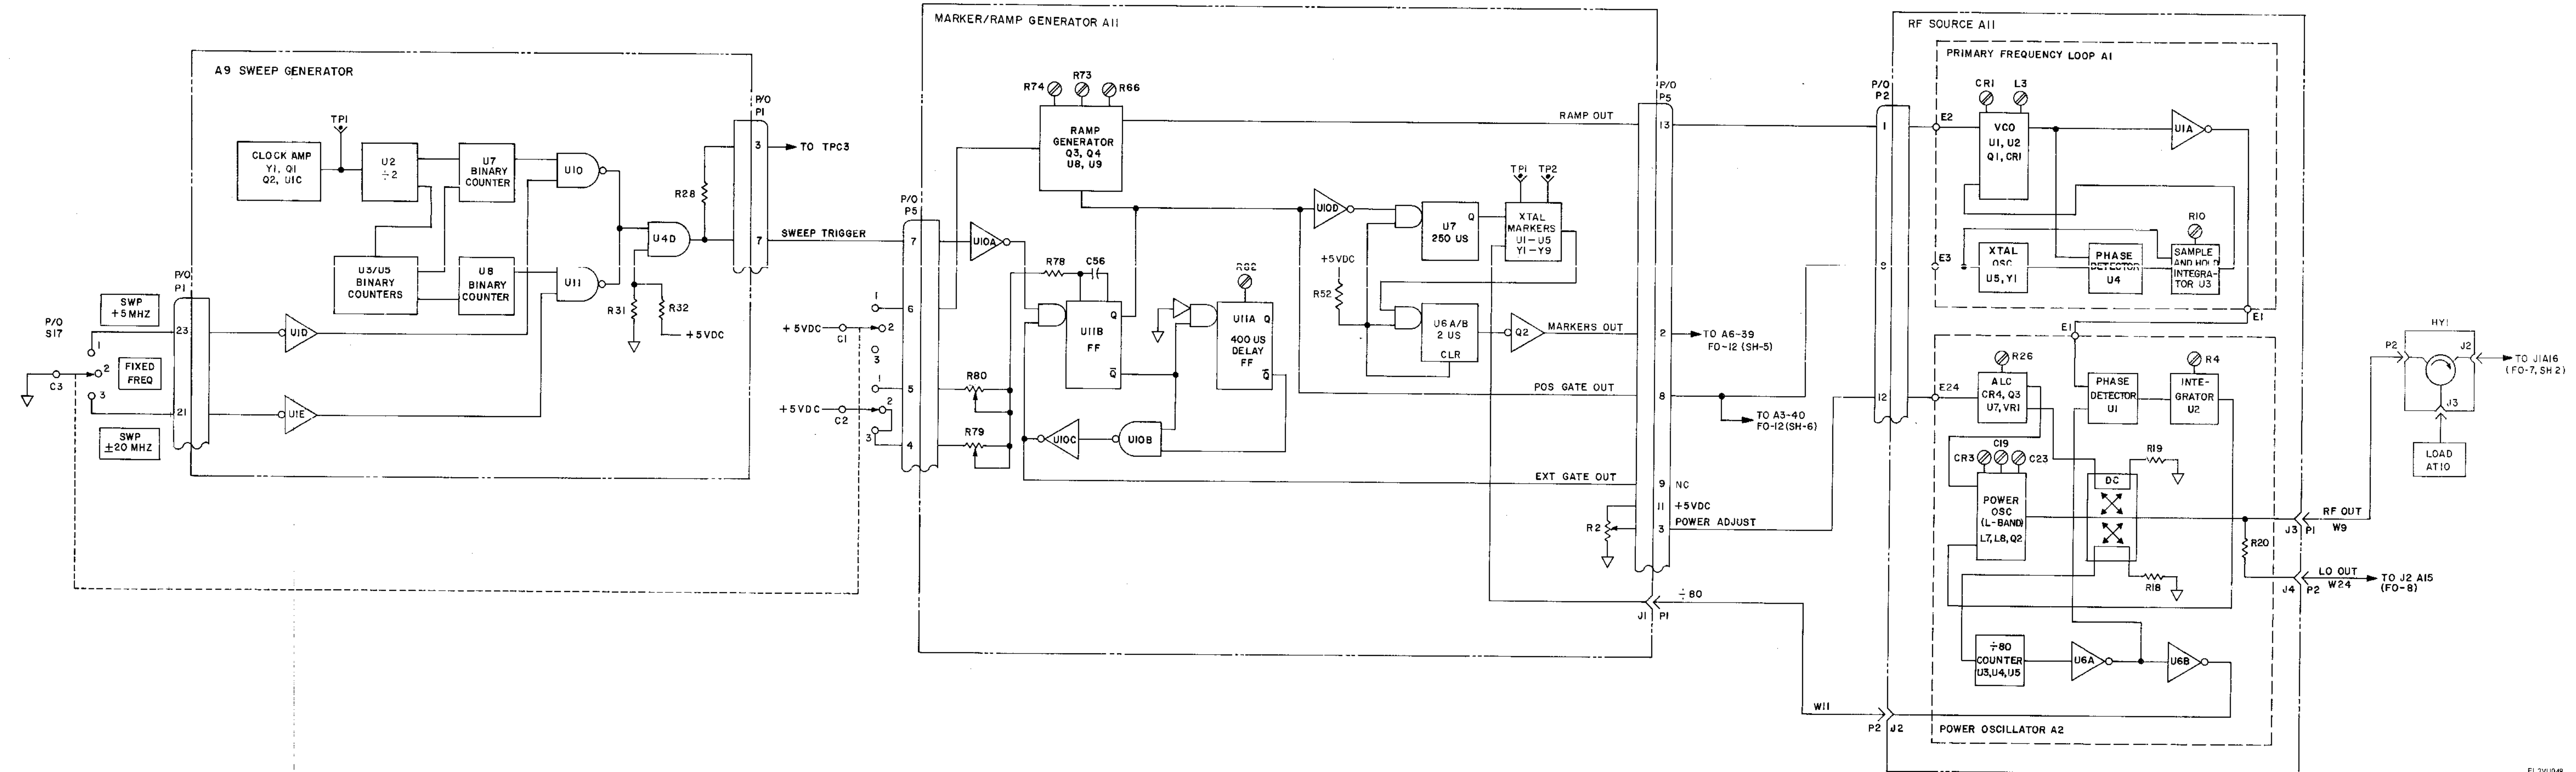 A9 SWEEP GENERATOR
TP1
CLOCK AMP
Y1, Q1
Q2, U1C
U2
÷2
U7
BINARY
COUNTER
U10
U3/U5
BINARY
COUNTERS
U8
BINARY
COUNTER
U11
U4D
R28
R31
R32
+5VDC
P/O
P1
3
TO TPC3
7
SWEEP TRIGGER
P/O
S17
SWP
+5 MHZ
1
2
3
FIXED
FREQ
C3
SWP
±20 MHZ
P/O
P1
23
21
U1D
U1E
MARKER/RAMP GENERATOR A11
R74
R73
R66
RAMP
GENERATOR
Q3, Q4
U8, U9
RAMP OUT
P/O
P5
7
6
5
4
1
2
3
+5VDC
C1
1
2
3
+5VDC
C2
U10A
R78
C56
U11B
FF
Q
Q
R80
R79
U10C
U10B
R82
U11A
Q
400 US
DELAY
FF
Q
U10D
U7
250 US
Q
TP1
TP2
XTAL
MARKERS
U1-U5
Y1-Y9
+5VDC
R52
U6A/B
2 US
CLR
Q2
MARKERS OUT
POS GATE OUT
EXT GATE OUT
R2
P/O
P5
13
2
TO A6-39
FO-12 (SH-5)
8
TO A3-40
FO-12(SH-6)
9
NC
11
+5VDC
3
POWER ADJUST
J1
P1
÷80
W11
P2
J2
RF SOURCE A11
P/O
P2
1
12
PRIMARY FREQUENCY LOOP A1
E2
CR1
L3
VCO
U1, U2
Q1, CR1
U1A
E3
XTAL
OSC
U5, Y1
PHASE
DETECTOR
U4
R10
SAMPLE
AND HOLD
INTEGRA-
TOR U3
E1
E1
E24
R26
ALC
CR4, Q3
U7, VR1
PHASE
DETECTOR
U1
R4
INTE-
GRATOR
U2
C19
CR3
C23
POWER
OSC
(L-BAND)
L7, L8, Q2
DC
R19
R18
R20
÷80
COUNTER
U3,U4,U5
U6A
U6B
POWER OSCILLATOR A2
J3
P1
RF OUT
W9
J4
P2
LO OUT
W24
TO J2 A15
(FO-8)
HY1
P2
J2
J3
TO J1A16
(FO-7, SH 2)
LOAD
AT10